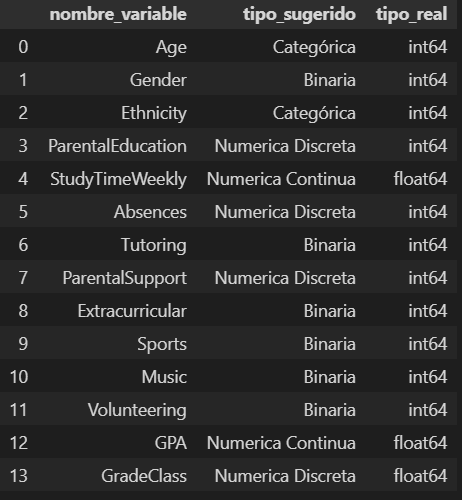 nombre_variable tipo_sugerido tipo_real
0 Age Categórica int64
1 Gender Binaria int64
2 Ethnicity Categórica int64
3 ParentalEducation Numerica Discreta int64
4 StudyTimeWeekly Numerica Continua float64
5 Absences Numerica Discreta int64
6 Tutoring Binaria int64
7 ParentalSupport Numerica Discreta int64
8 Extracurricular Binaria int64
9 Sports Binaria int64
10 Music Binaria int64
11 Volunteering Binaria int64
12 GPA Numerica Continua float64
13 GradeClass Numerica Discreta float64